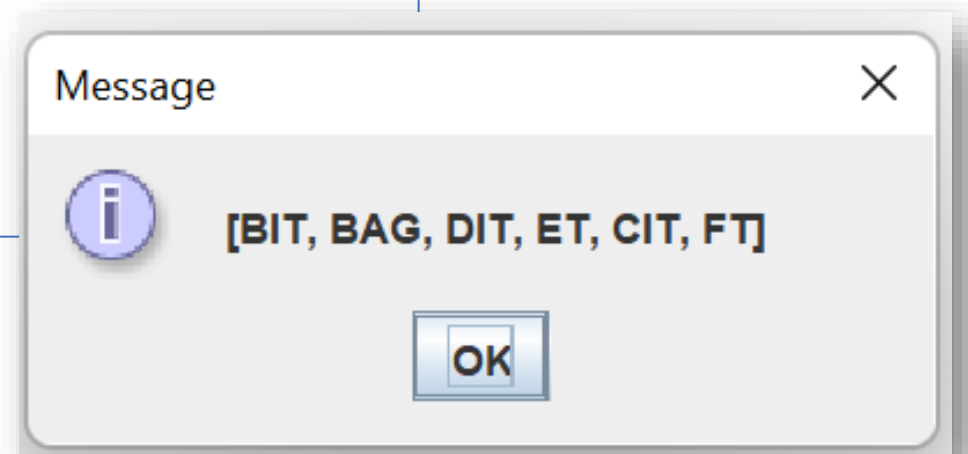 Message
[BIT, BAG, DIT, ET, CIT, FT]
OK